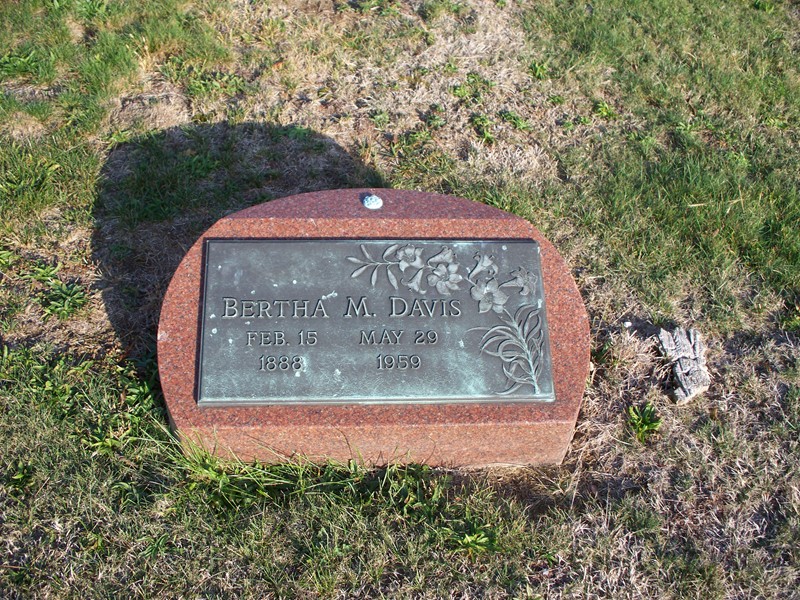 BERTHA M. DAVIS
FEB. 15 MAY 29
1888 1959